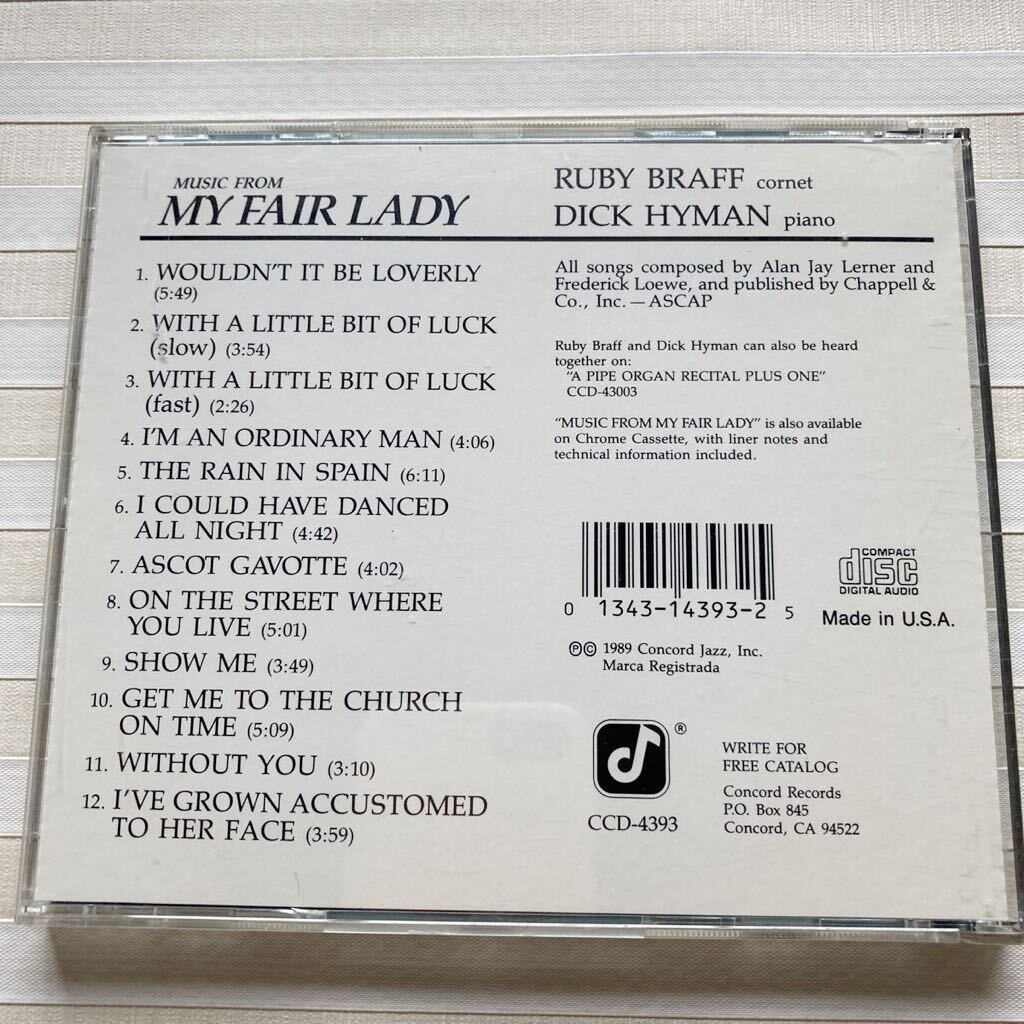 MUSIC FROM
MY FAIR LADY
1. WOULDN'T IT BE LOVERLY
(5:49)
2. WITH A LITTLE BIT OF LUCK
(slow) (3:54)
3. WITH A LITTLE BIT OF LUCK
(fast) (2:26)
4. I'M AN ORDINARY MAN (4:06)
5. THE RAIN IN SPAIN (6:11)
6. I COULD HAVE DANCED
ALL NIGHT (4:42)
7. ASCOT GAVOTTE (4:02)
8. ON THE STREET WHERE
YOU LIVE (5:01)
9. SHOW ME (3:49)
10. GET ME TO THE CHURCH
ON TIME (5:09)
11. WITHOUT YOU (3:10)
12. I'VE GROWN ACCUSTOMED
TO HER FACE (3:59)
RUBY BRAFF cornet
DICK HYMAN piano
All songs composed by Alan Jay Lerner and
Frederick Loewe, and published by Chappell &
Co., Inc. — ASCAP
Ruby Braff and Dick Hyman can also be heard
together on:
"A PIPE ORGAN RECITAL PLUS ONE"
CCD-43003
"MUSIC FROM MY FAIR LADY" is also available
on Chrome Cassette, with liner notes and
technical information included.
0 1343-14393-2 5
COMPACT
disc
DIGITAL AUDIO
Made in U.S.A.
℗© 1989 Concord Jazz, Inc.
Marca Registrada
®
CCD-4393
WRITE FOR
FREE CATALOG
Concord Records
P.O. Box 845
Concord, CA 94522